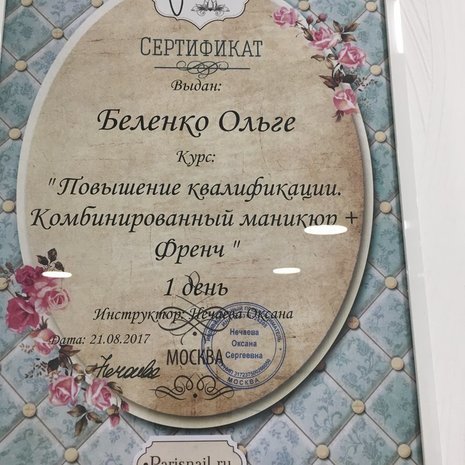 Сертификат
Выдан:
Беленко Ольге
Курс:
"Повышение квалификации.
Комбинированный маникюр +
Френч "
1 день
Инструктор: Нечаева Оксана
Дата: 21.08.2017
Нечаева
Оксана
Сергеевна
МОСКВА
МОСКВА
Parisnail.ru